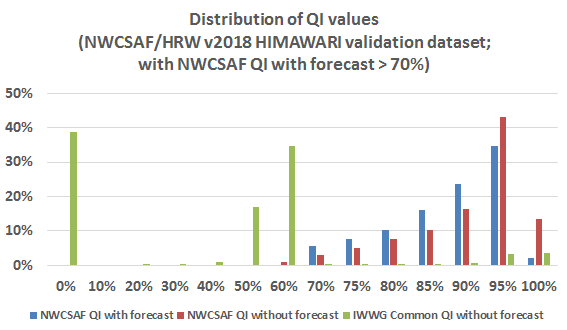 Distribution of QI values
(NWCSAF/HRW v2018 HIMAWARI validation dataset;
with NWCSAF QI with forecast > 70%)
50%
40%
30%
20%
10%
0%
0% 10% 20% 30% 40% 50% 60% 70% 75% 80% 85% 90% 95% 100%
NWCSAF QI with forecast NWCSAF QI without forecast IWWG Common QI without forecast